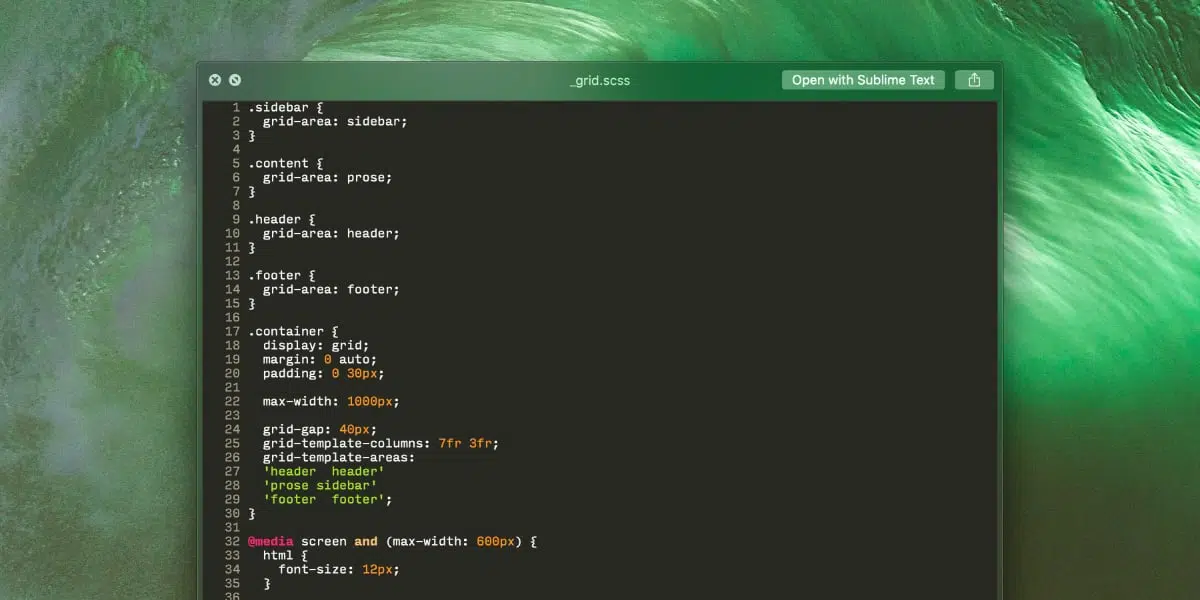 _grid.scss
Open with Sublime Text
1 .sidebar {
2   grid-area: sidebar;
3 }
4
5 .content {
6   grid-area: prose;
7 }
8
9 .header {
10   grid-area: header;
11 }
12
13 .footer {
14   grid-area: footer;
15 }
16
17 .container {
18   display: grid;
19   margin: 0 auto;
20   padding: 0 30px;
21
22   max-width: 1000px;
23
24   grid-gap: 40px;
25   grid-template-columns: 7fr 3fr;
26   grid-template-areas:
27   'header  header'
28   'prose sidebar'
29   'footer  footer';
30 }
31
32 @media screen and (max-width: 600px) {
33   html {
34     font-size: 12px;
35   }
36